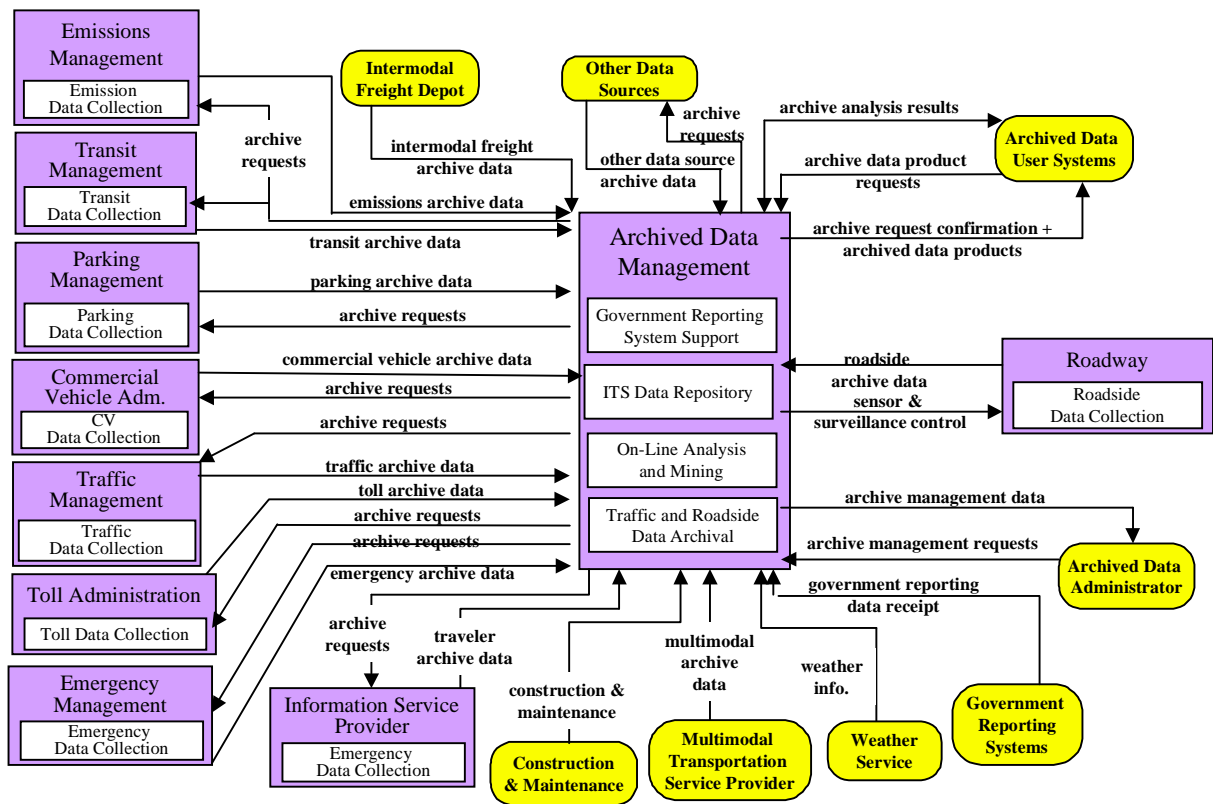 Emissions
Management
Emission
Data Collection
Transit
Management
Transit
Data Collection
Parking
Management
Parking
Data Collection
Commercial
Vehicle Adm.
CV
Data Collection
Traffic
Management
Traffic
Data Collection
Toll Administration
Toll Data Collection
Emergency
Management
Emergency
Data Collection
Intermodal
Freight Depot
Other Data
Sources
archive
requests
intermodal freight
archive data
archive
requests
other data source
archive data
emissions archive data
transit archive data
parking archive data
archive requests
commercial vehicle archive data
archive requests
archive requests
traffic archive data
toll archive data
archive requests
archive requests
emergency archive data
Archived Data
Management
Government Reporting
System Support
ITS Data Repository
On-Line Analysis
and Mining
Traffic and Roadside
Data Archival
archive analysis results
archive data product
requests
archive request confirmation +
archived data products
Archived Data
User Systems
roadside
archive data
sensor &
surveillance control
Roadway
Roadside
Data Collection
archive management data
archive management requests
Archived Data
Administrator
government reporting
data receipt
archive
requests
traveler
archive data
Information Service
Provider
Emergency
Data Collection
construction &
maintenance
Construction
& Maintenance
multimodal
archive
data
Multimodal
Transportation
Service Provider
weather
info.
Weather
Service
Government
Reporting
Systems